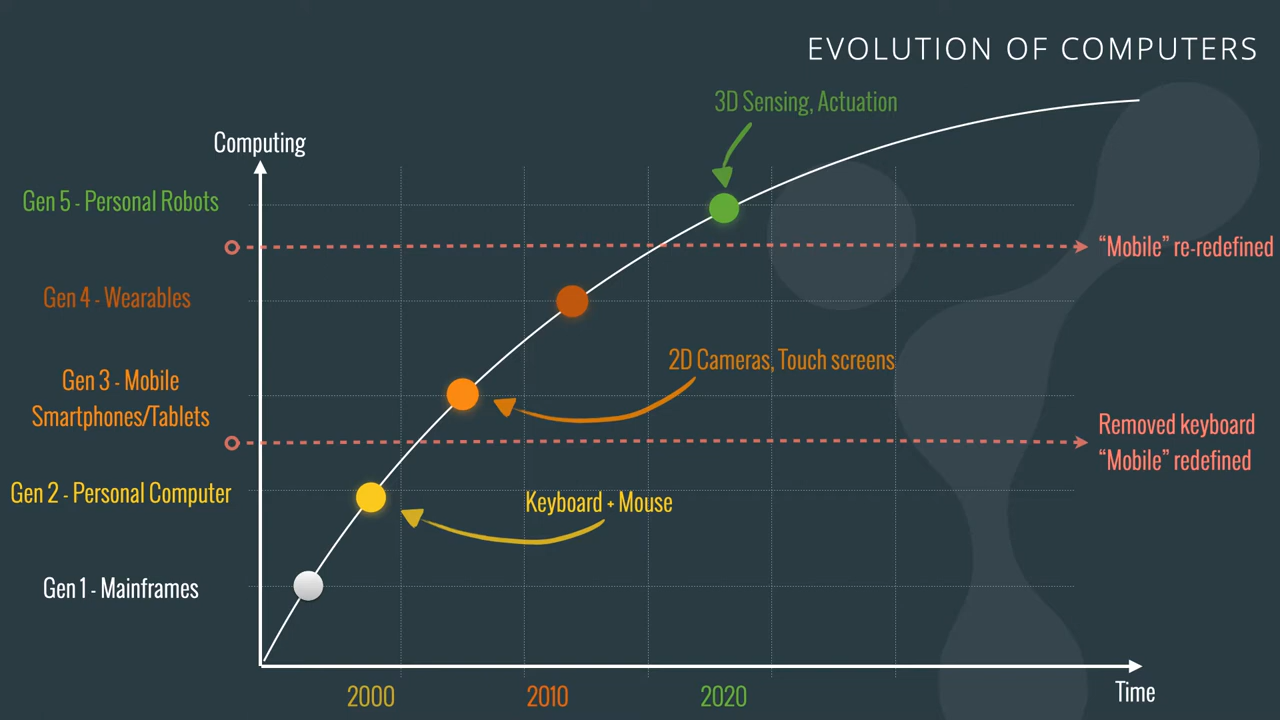 EVOLUTION OF COMPUTERS
3D Sensing, Actuation
Computing
Gen 5 - Personal Robots
“Mobile” re-redefined
Gen 4 - Wearables
2D Cameras, Touch screens
Gen 3 - Mobile
Smartphones/Tablets
Removed keyboard
“Mobile” redefined
Gen 2 - Personal Computer
Keyboard + Mouse
Gen 1 - Mainframes
2000
2010
2020
Time